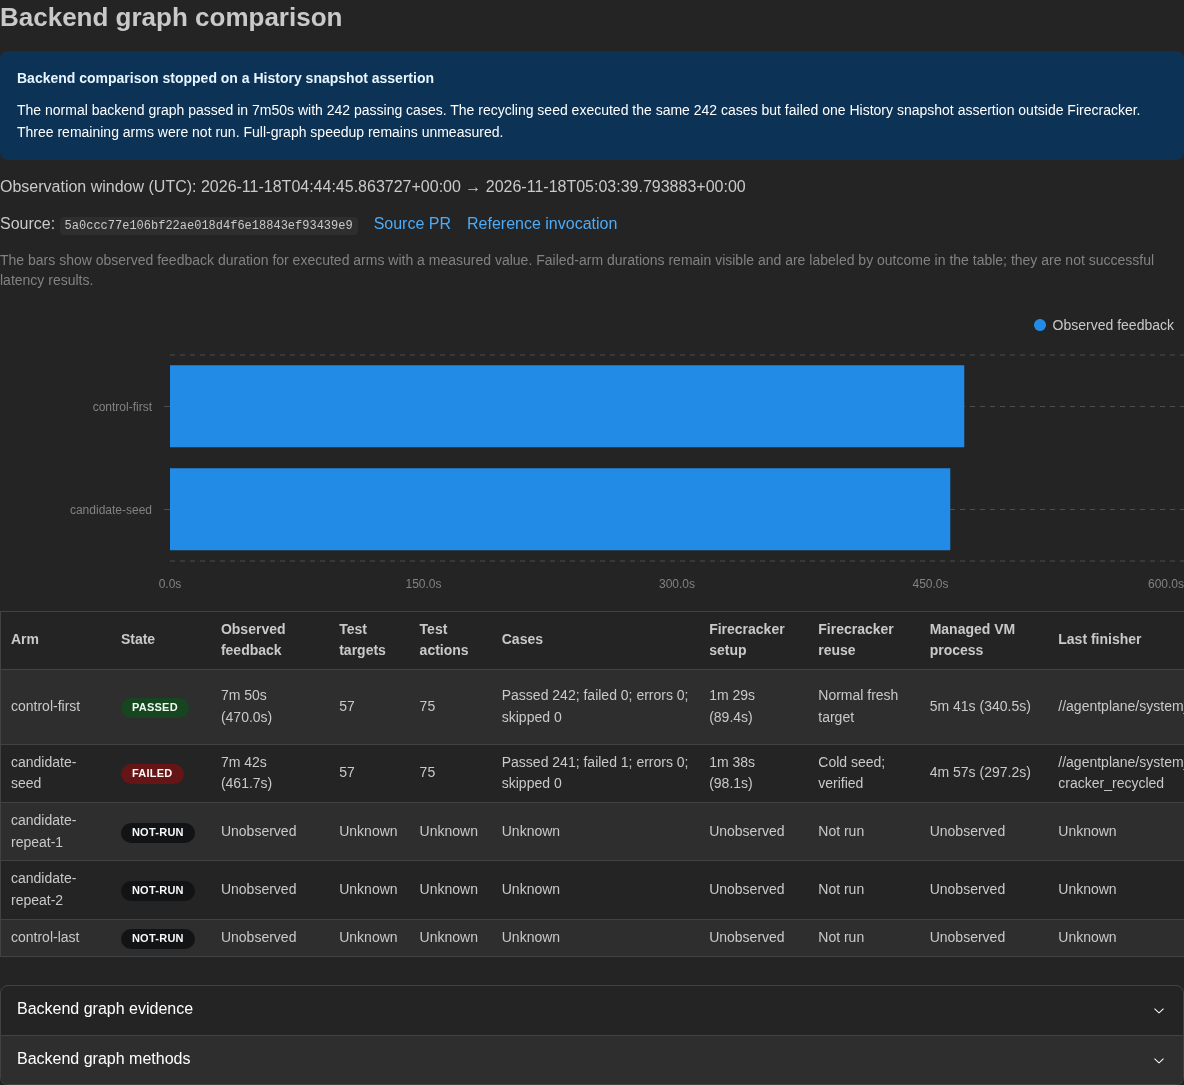 Backend graph comparison
Backend comparison stopped on a History snapshot assertion
The normal backend graph passed in 7m50s with 242 passing cases. The recycling seed executed the same 242 cases but failed one History snapshot assertion outside Firecracker.
Three remaining arms were not run. Full-graph speedup remains unmeasured.
Observation window (UTC): 2026-11-18T04:44:45.863727+00:00 → 2026-11-18T05:03:39.793883+00:00
Source: 5a0ccc77e106bf22ae018d4f6e18843ef93439e9 Source PR Reference invocation
The bars show observed feedback duration for executed arms with a measured value. Failed-arm durations remain visible and are labeled by outcome in the table; they are not successful
latency results.
Observed feedback
control-first
candidate-seed
0.0s 150.0s 300.0s 450.0s 600.0s
Arm State Observed feedback Test targets Test actions Cases Firecracker setup Firecracker reuse Managed VM process Last finisher
control-first PASSED 7m 50s (470.0s) 57 75 Passed 242; failed 0; errors 0; skipped 0 1m 29s (89.4s) Normal fresh target 5m 41s (340.5s) //agentplane/system_
candidate-seed FAILED 7m 42s (461.7s) 57 75 Passed 241; failed 1; errors 0; skipped 0 1m 38s (98.1s) Cold seed; verified 4m 57s (297.2s) //agentplane/system_ cracker_recycled
candidate-repeat-1 NOT-RUN Unobserved Unknown Unknown Unknown Unobserved Not run Unobserved Unknown
candidate-repeat-2 NOT-RUN Unobserved Unknown Unknown Unknown Unobserved Not run Unobserved Unknown
control-last NOT-RUN Unobserved Unknown Unknown Unknown Unobserved Not run Unobserved Unknown
Backend graph evidence
Backend graph methods